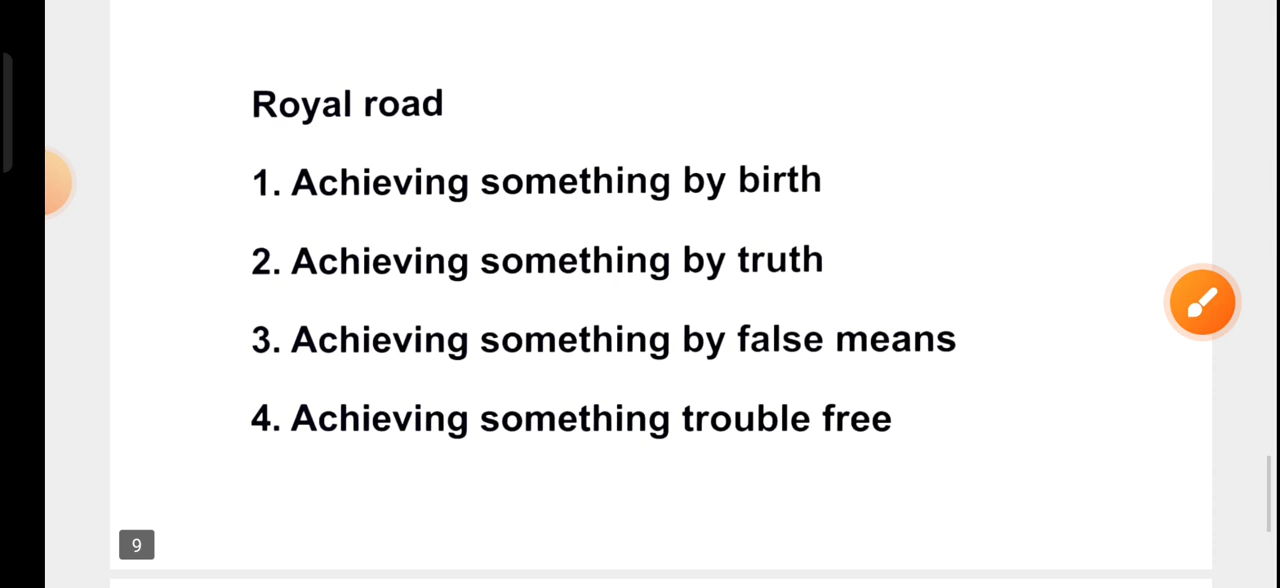 Royal road
1. Achieving something by birth
2. Achieving something by truth
3. Achieving something by false means
4. Achieving something trouble free
9